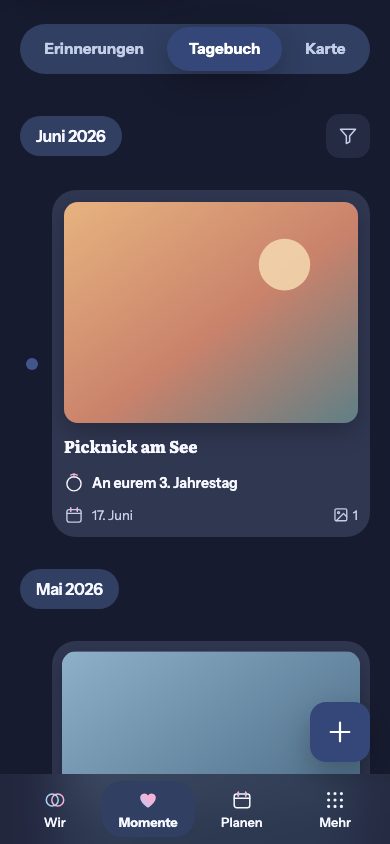 Erinnerungen Tagebuch Karte
Juni 2026
Picknick am See
An eurem 3. Jahrestag
17. Juni 1
Mai 2026
Wir Momente Planen Mehr